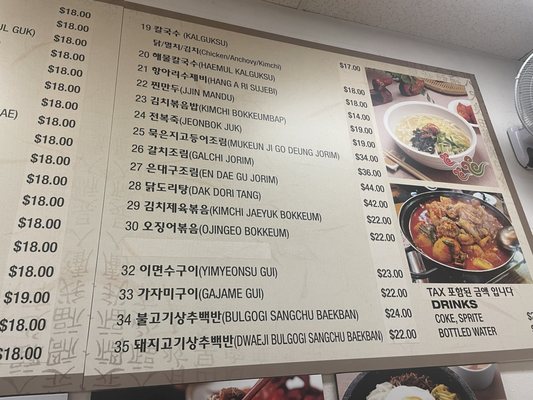 $18.00
UL GUK) $18.00
$18.00
$18.00
$18.00
$18.00
$18.00
AE) $18.00
$18.00
$18.00
$18.00
$18.00
$18.00
$18.00
$18.00
$19.00
$18.00
$18.00
19 칼국수 (KALGUKSU)
닭/멸치/김치(Chicken/Anchovy/Kimchi) $17.00
20 해물칼국수(HAEMUL KALGUKSU) $18.00
21 항아리수제비(HANG A RI SUJEBI) $18.00
22 찐만두(JJIN MANDU) $14.00
23 김치볶음밥(KIMCHI BOKKEUMBAP) $19.00
24 전복죽(JEONBOK JUK) $19.00
25 묵은지고등어조림(MUKEUN JI GO DEUNG JORIM) $34.00
26 갈치조림(GALCHI JORIM) $36.00
27 은대구조림(EN DAE GU JORIM) $44.00
28 닭도리탕(DAK DORI TANG) $42.00
29 김치제육볶음(KIMCHI JAEYUK BOKKEUM) $22.00
30 오징어볶음(OJINGEO BOKKEUM) $22.00
32 이면수구이(YIMYEONSU GUI) $23.00
33 가자미구이(GAJAME GUI) $22.00
34 불고기상추백반(BULGOGI SANGCHU BAEKBAN) $24.00
35 돼지고기상추백반(DWAEJI BULGOGI SANGCHU BAEKBAN) $22.00
TAX 포함된 금액 입니다
DRINKS
COKE, SPRITE
BOTTLED WATER